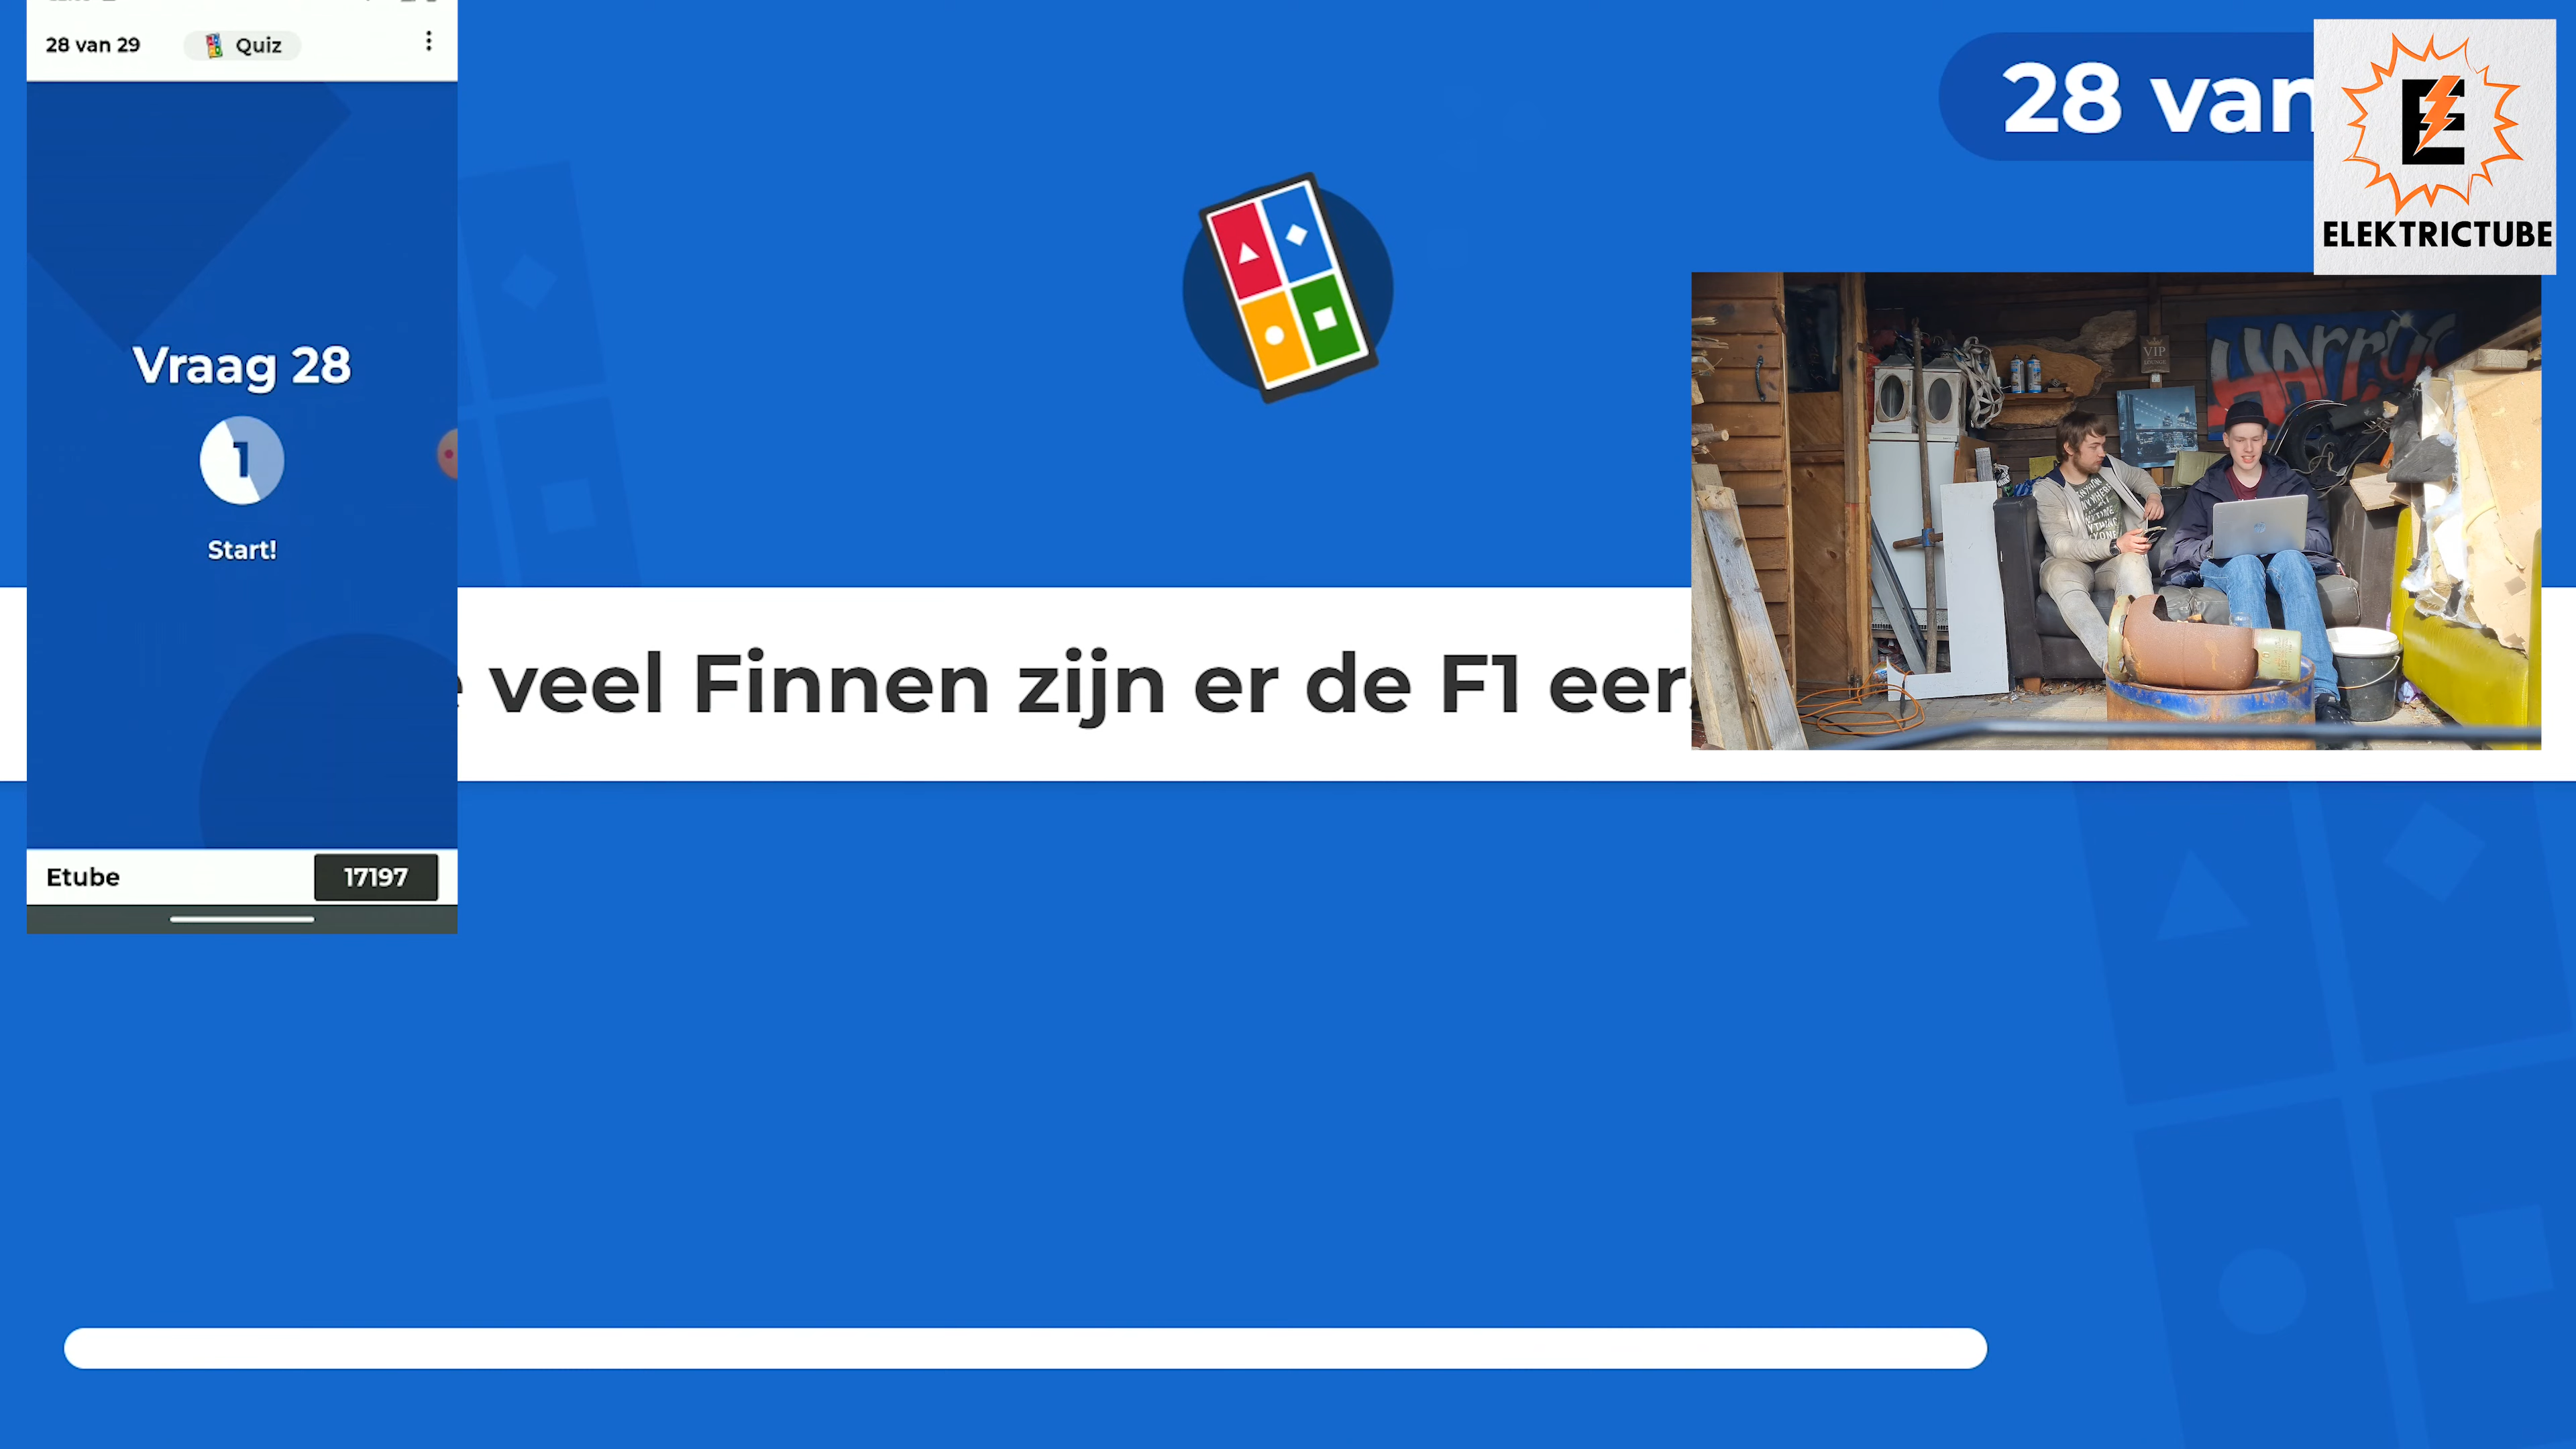 28 van 29
Quiz
28 van
ELEKTRICTUBE
VIP
Vraag 28
1
Start!
veel Finnen zijn er de F1
Etube
17197